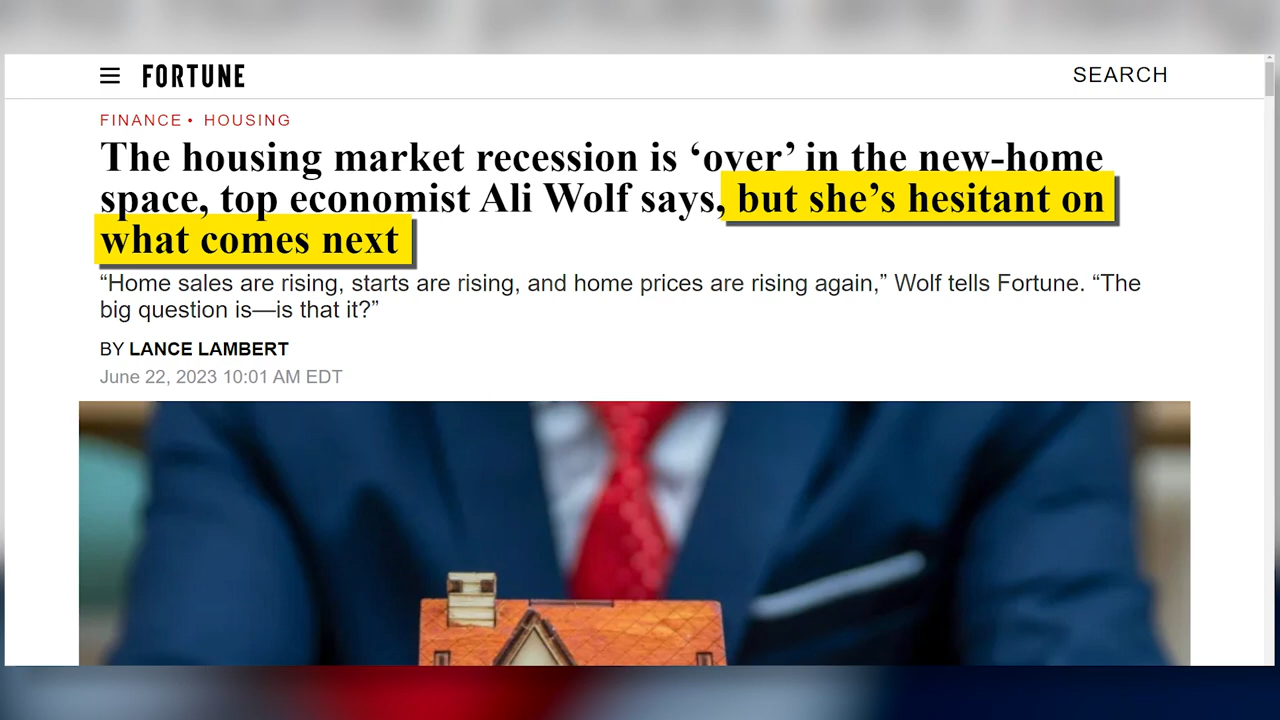 FORTUNE
SEARCH
FINANCE • HOUSING
The housing market recession is ‘over’ in the new-home
space, top economist Ali Wolf says, but she’s hesitant on
what comes next
“Home sales are rising, starts are rising, and home prices are rising again,” Wolf tells Fortune. “The
big question is—is that it?”
BY LANCE LAMBERT
June 22, 2023 10:01 AM EDT